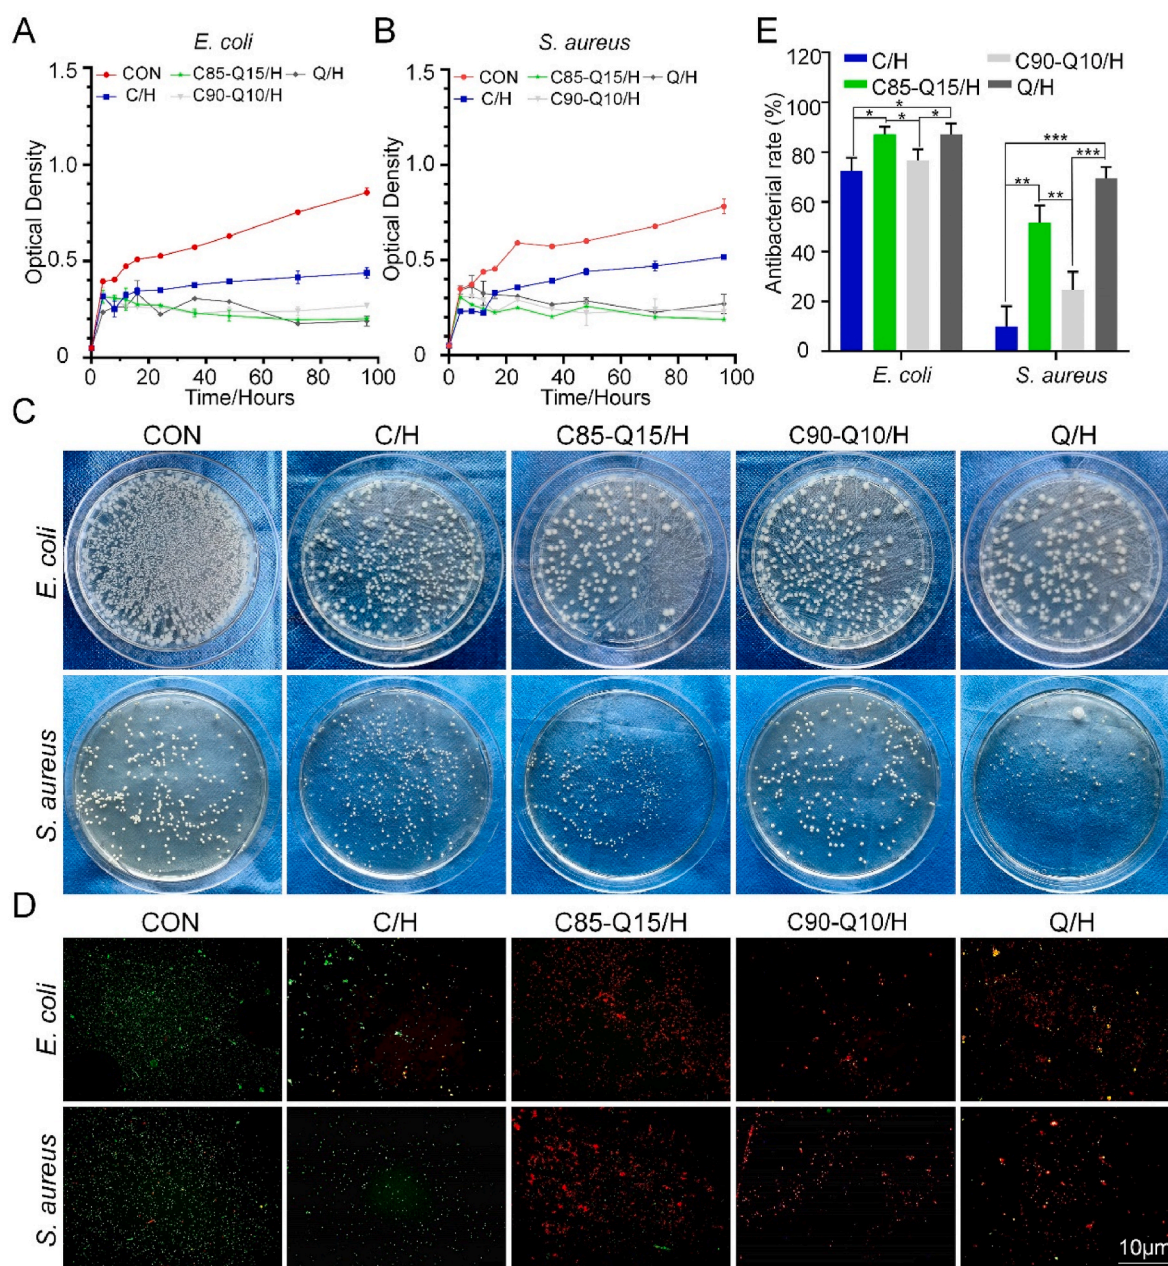 A
E. coli
1.5
1.0
0.5
0
Optical Density
CON C85-Q15/H Q/H
C/H C90-Q10/H
0 20 40 60 80 100
Time/Hours
B
S. aureus
1.5
1.0
0.5
0
Optical Density
CON C85-Q15/H Q/H
C/H C90-Q10/H
0 20 40 60 80 100
Time/Hours
E
120
100
80
60
40
20
0
Antibacterial rate (%)
C/H C90-Q10/H
C85-Q15/H Q/H
*
* * *
***
***
** **
E. coli S. aureus
C
CON C/H C85-Q15/H C90-Q10/H Q/H
E. coli
S. aureus
D
CON C/H C85-Q15/H C90-Q10/H Q/H
E. coli
S. aureus
10μm